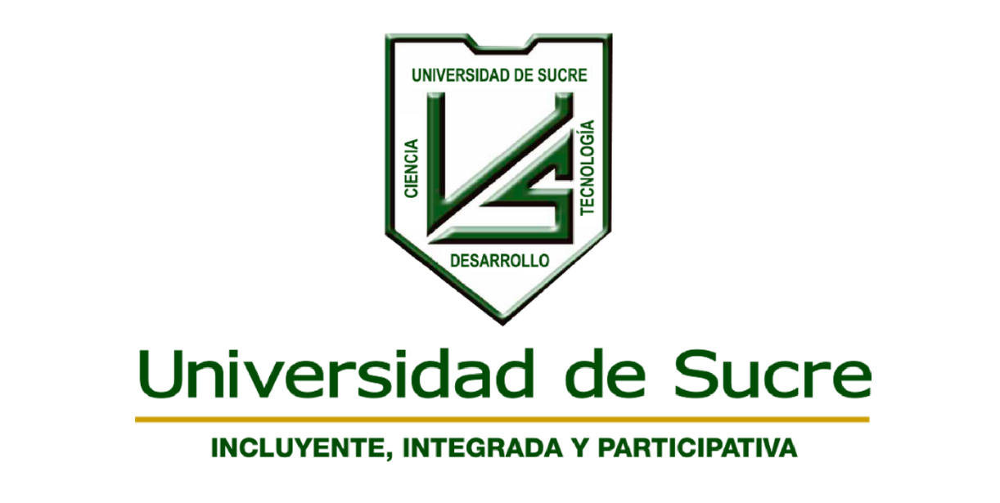 UNIVERSIDAD DE SUCRE
CIENCIA
TECNOLOGÍA
DESARROLLO
Universidad de Sucre
INCLUYENTE, INTEGRADA Y PARTICIPATIVA